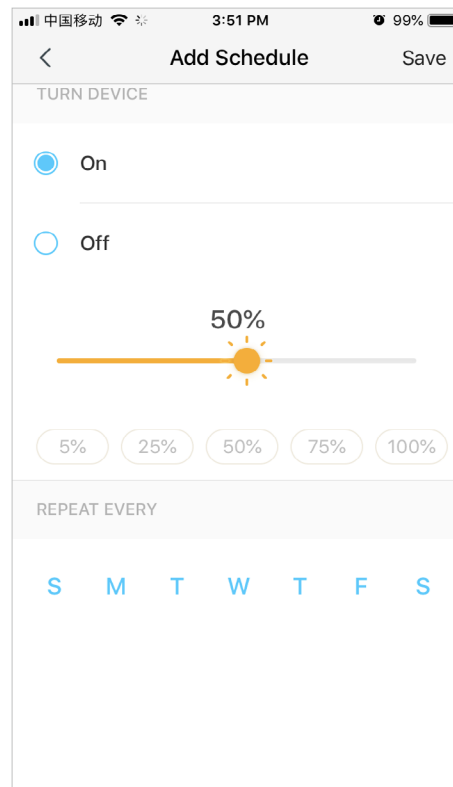 中国移动 3:51 PM 99%
Add Schedule Save
TURN DEVICE
On
Off
50%
5% 25% 50% 75% 100%
REPEAT EVERY
S M T W T F S